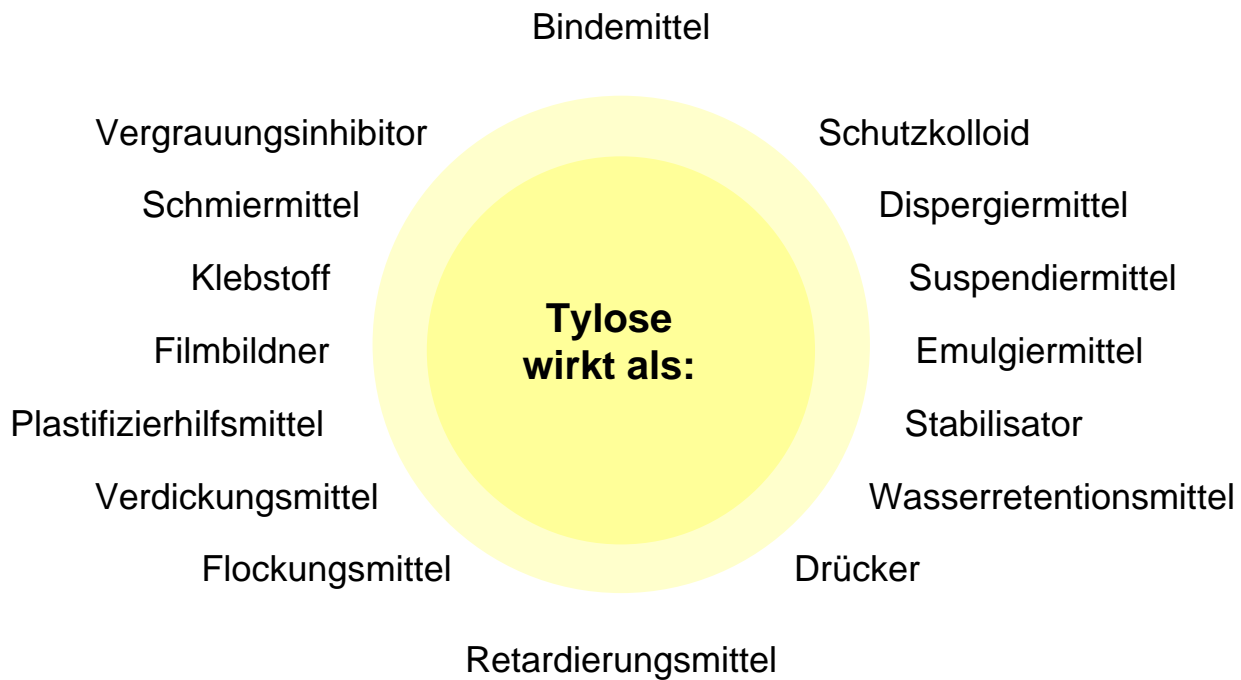 Bindemittel
Vergrauungsinhibitor
Schutzkolloid
Schmiermittel
Dispergiermittel
Klebstoff
Suspendiermittel
Tylose
wirkt als:
Filmbildner
Emulgiermittel
Plastifizierhilfsmittel
Stabilisator
Verdickungsmittel
Wasserretentionsmittel
Flockungsmittel
Drücker
Retardierungsmittel